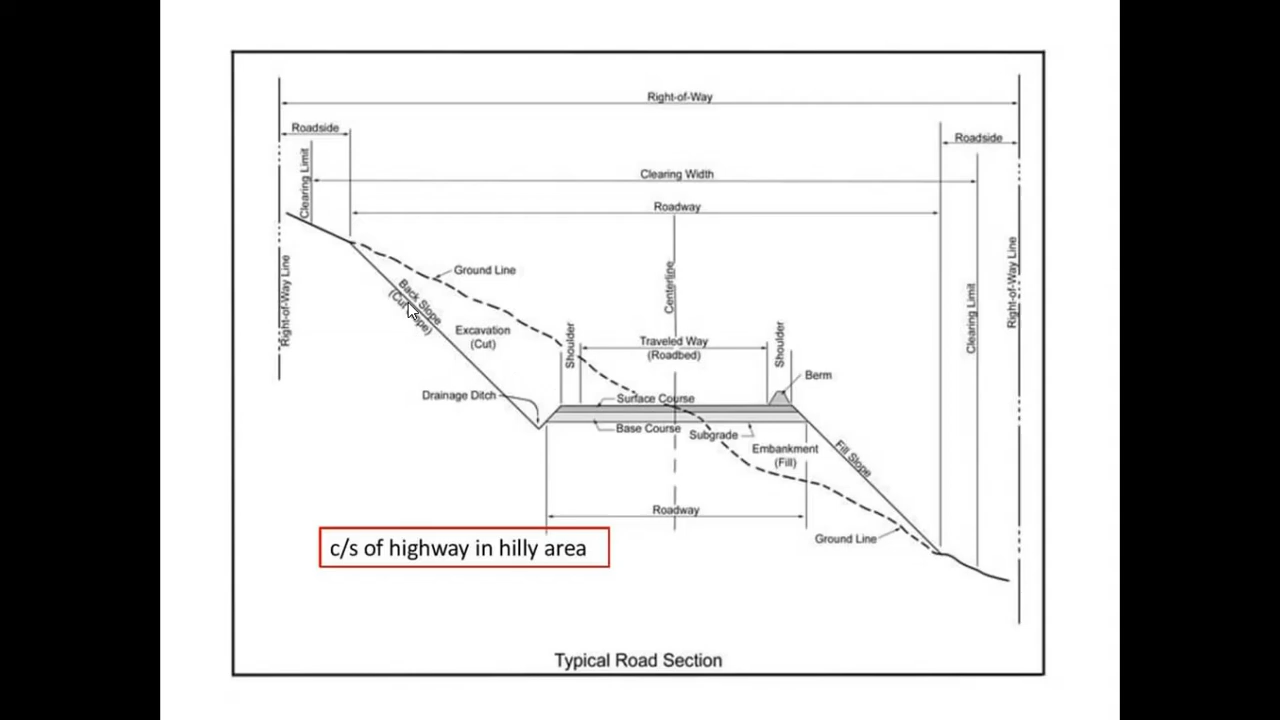 Right-of-Way
Roadside
Roadside
Clearing Limit
Clearing Width
Roadway
Right-of-Way Line
Ground Line
Back Slope
Centerline
Clearing Limit
Right-of-Way Line
Excavation
(Cut)
Shoulder
Traveled Way
(Roadbed)
Shoulder
Berm
Drainage Ditch
Surface Course
Base Course
Subgrade
Embankment
(Fill)
Fill Slope
Roadway
Ground Line
c/s of highway in hilly area
Typical Road Section